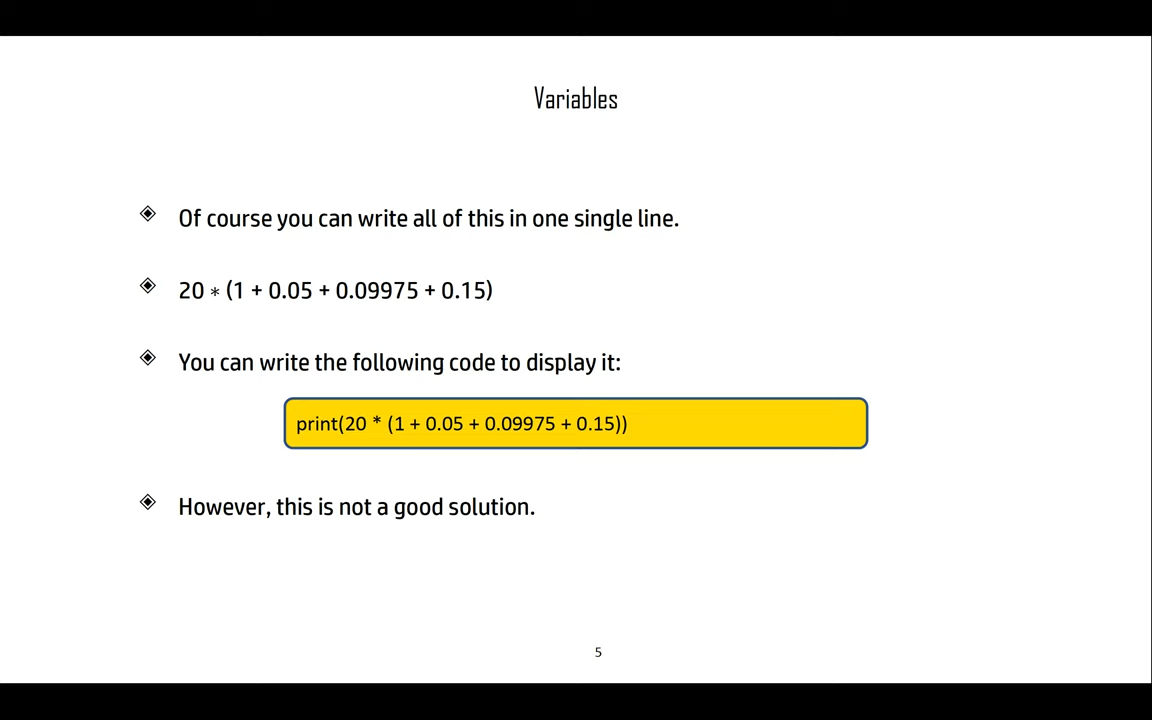 Variables
Of course you can write all of this in one single line.
20 * (1 + 0.05 + 0.09975 + 0.15)
You can write the following code to display it:
print(20 * (1 + 0.05 + 0.09975 + 0.15))
However, this is not a good solution.
5